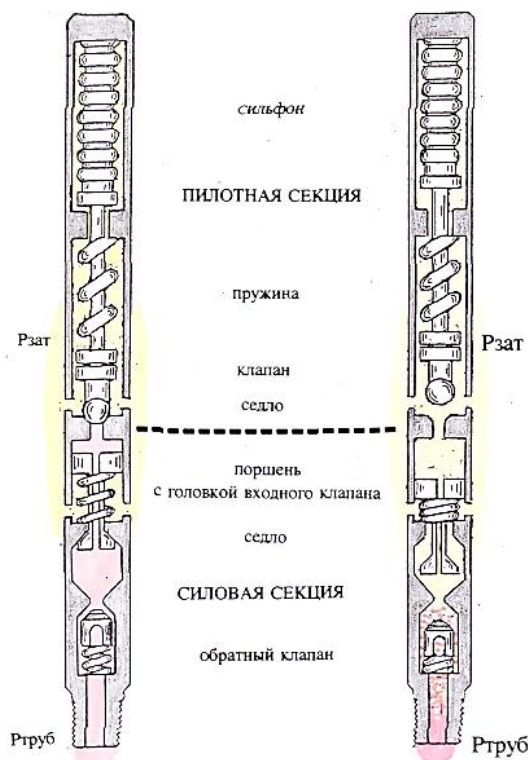 сильфон
ПИЛОТНАЯ СЕКЦИЯ
пружина
Рзат
Рзат
клапан
седло
поршень
с головкой входного клапана
седло
СИЛОВАЯ СЕКЦИЯ
обратный клапан
Ртруб
Ртруб